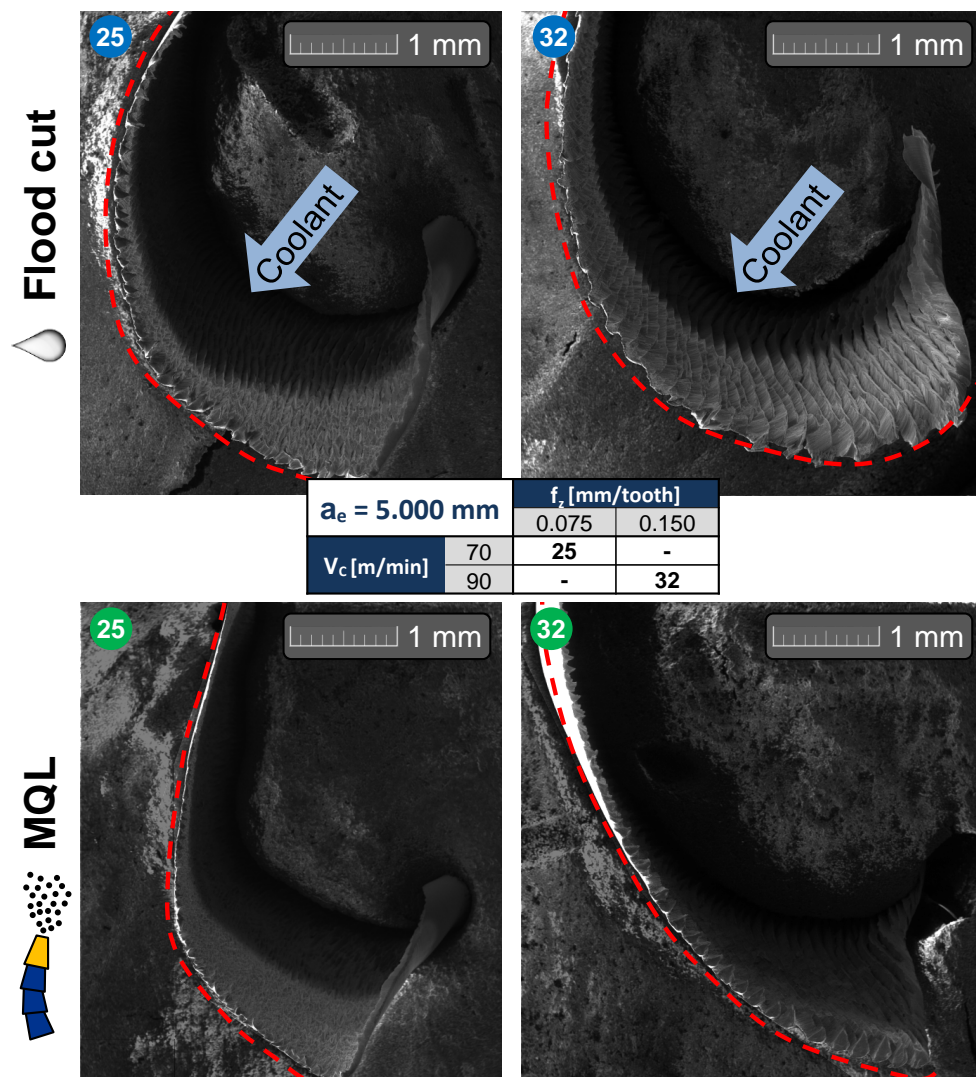 25
1 mm
32
1 mm
Flood cut
Coolant
Coolant
aₑ = 5.000 mm
f_z [mm/tooth]
0.075 0.150
V_C [m/min]
70 25 -
90 - 32
25
1 mm
32
1 mm
MQL